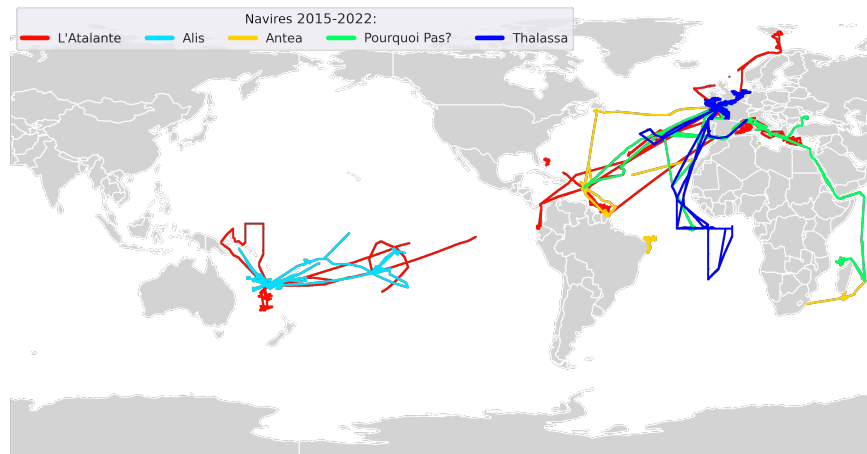 Navires 2015-2022:
L'Atalante Alis Antea Pourquoi Pas? Thalassa